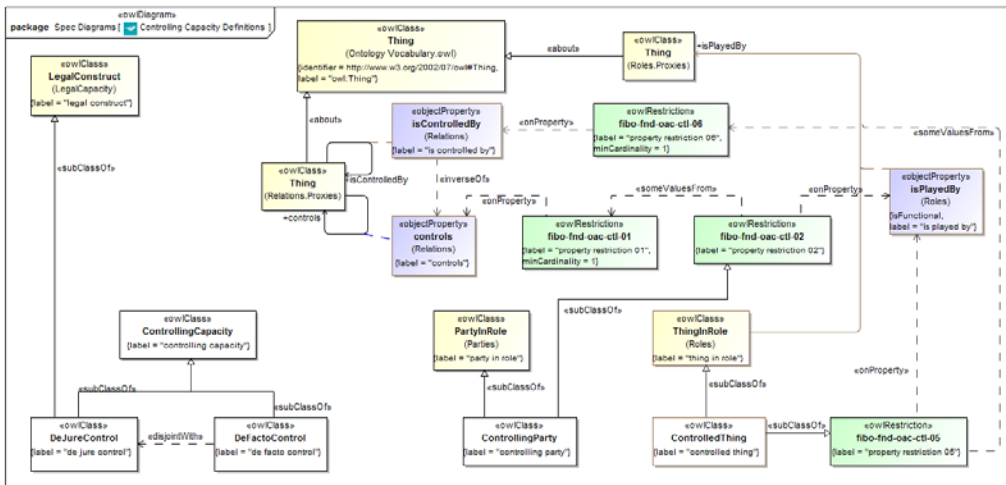 «owlDiagram»
package Spec Diagrams [ Controlling Capacity Definitions ]
«owlClass»
Thing
(Ontology Vocabulary.owl)
{identifier = http://www.w3.org/2002/07/owl#Thing,
label = "owl:Thing"}
«about»
«owlClass»
Thing
(Roles.Proxies)
+isPlayedBy
«owlClass»
LegalConstruct
(LegalCapacity)
{label = "legal construct"}
«about»
«objectProperty»
isControlledBy
(Relations)
{label = "is controlled by"}
«onProperty»
«owlRestriction»
fibo-fnd-oac-ctl-06
{label = "property restriction 06",
minCardinality = 1}
«someValuesFrom»
«subClassOf»
«owlClass»
Thing
(Relations.Proxies)
+isControlledBy
+controls
«inverseOf»
«onProperty»
«someValuesFrom»
«onProperty»
«objectProperty»
isPlayedBy
(Roles)
{isFunctional,
label = "is played by"}
«objectProperty»
controls
(Relations)
{label = "controls"}
«owlRestriction»
fibo-fnd-oac-ctl-01
{label = "property restriction 01",
minCardinality = 1}
«owlRestriction»
fibo-fnd-oac-ctl-02
{label = "property restriction 02"}
«owlClass»
ControllingCapacity
{label = "controlling capacity"}
«owlClass»
PartyInRole
(Parties)
{label = "party in role"}
«subClassOf»
«owlClass»
ThingInRole
(Roles)
{label = "thing in role"}
«subClassOf»
«subClassOf»
«subClassOf»
«subClassOf»
«onProperty»
«owlClass»
DeJureControl
{label = "de jure control"}
«disjointWith»
«owlClass»
DeFactoControl
{label = "de facto control"}
«owlClass»
ControllingParty
{label = "controlling party"}
«owlClass»
ControlledThing
{label = "controlled thing"}
«subClassOf»
«owlRestriction»
fibo-fnd-oac-ctl-05
{label = "property restriction 05"}